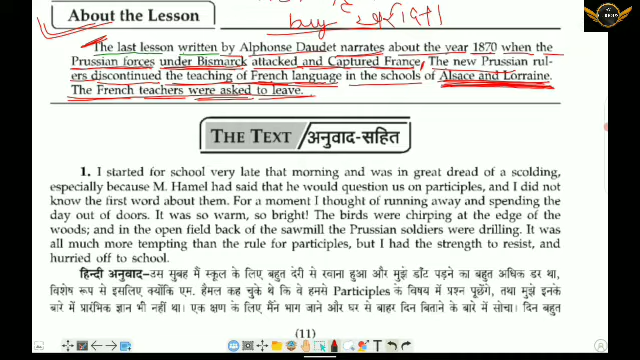 buy
About the Lesson
The last lesson written by Alphonse Daudet narrates about the year 1870 when the
Prussian forces under Bismarck attacked and Captured France. The new Prussian rul-
ers discontinued the teaching of French language in the schools of Alsace and Lorraine.
The French teachers were asked to leave.
THE TEXT/अनुवाद-सहित
1. I started for school very late that morning and was in great dread of a scolding,
especially because M. Hamel had said that he would question us on participles, and I did not
know the first word about them. For a moment I thought of running away and spending the
day out of doors. It was so warm, so bright! The birds were chirping at the edge of the
woods; and in the open field back of the sawmill the Prussian soldiers were drilling. It was
all much more tempting than the rule for participles, but I had the strength to resist, and
hurried off to school.
हिन्दी अनुवाद- उस सुबह मैं स्कूल के लिए बहुत देरी से रवाना हुआ और मुझे डाँट पड़ने का बहुत अधिक डर था,
विशेष रूप से इसलिए क्योंकि एम. हैमल कह चुके थे कि वे हमसे Participles के विषय में प्रश्न पूछेंगे, तथा मुझे इनके
बारे में प्रारंभिक ज्ञान भी नहीं था। एक क्षण के लिए मैंने भाग जाने और घर से बाहर दिन बिताने के बारे में सोचा। दिन बहुत
(11)